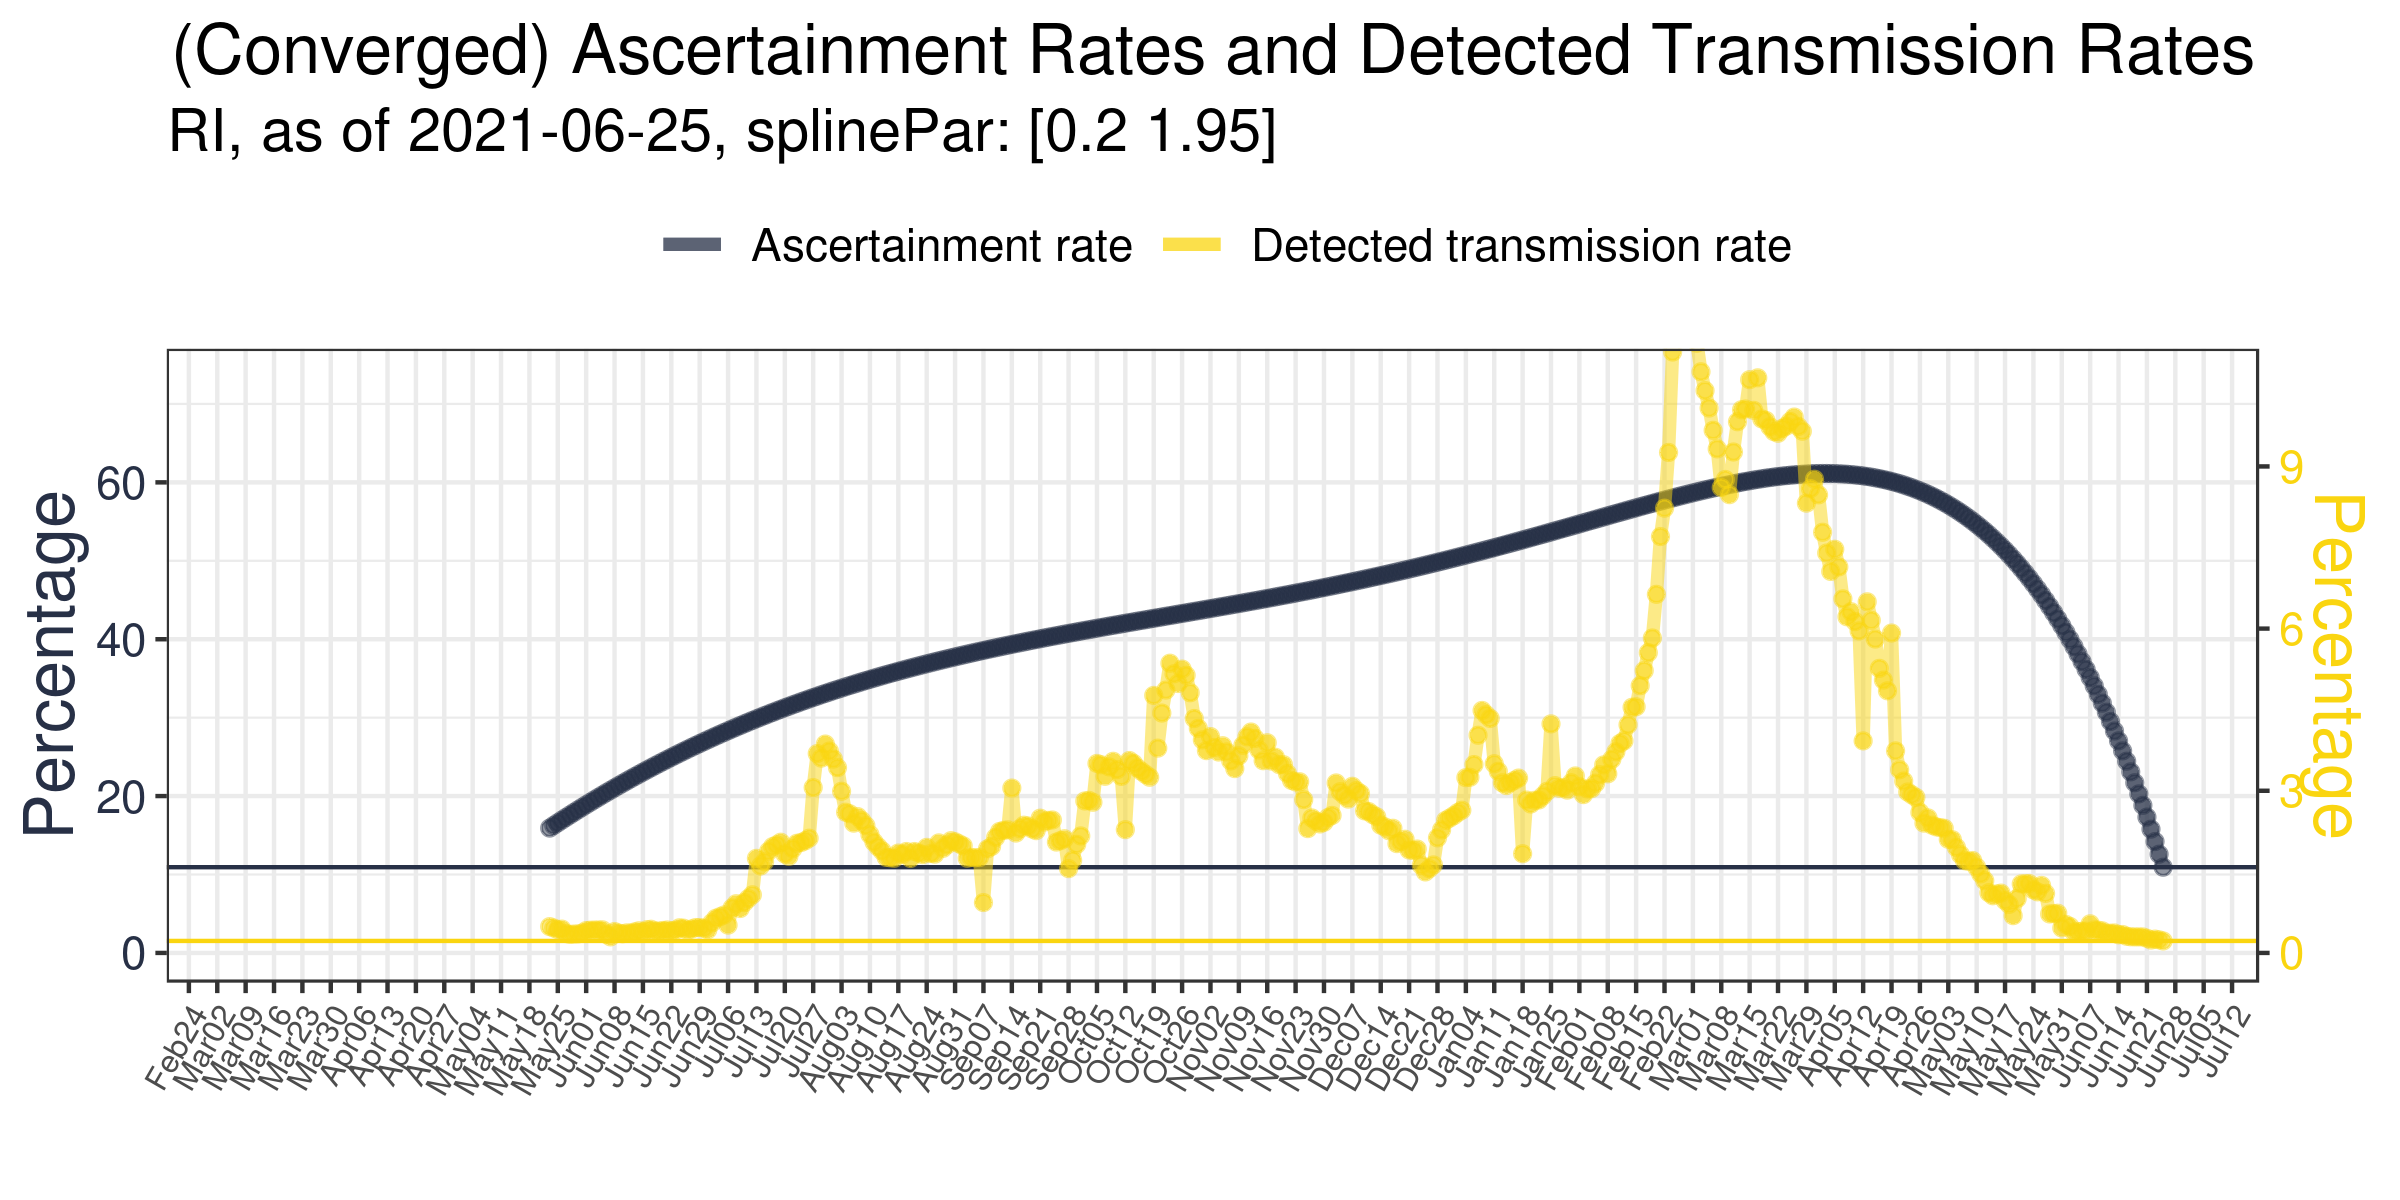 (Converged) Ascertainment Rates and Detected Transmission Rates
RI, as of 2021-06-25, splinePar: [0.2 1.95]
Ascertainment rate
Detected transmission rate
Percentage
60
40
20
0
9
6
3
0
Percentage
Feb24
Mar02
Mar09
Mar16
Mar23
Mar30
Apr06
Apr13
Apr20
Apr27
May04
May11
May18
May25
Jun01
Jun08
Jun15
Jun22
Jun29
Jul06
Jul13
Jul20
Jul27
Aug03
Aug10
Aug17
Aug24
Aug31
Sep07
Sep14
Sep21
Sep28
Oct05
Oct12
Oct19
Oct26
Nov02
Nov09
Nov16
Nov23
Nov30
Dec07
Dec14
Dec21
Dec28
Jan04
Jan11
Jan18
Jan25
Feb01
Feb08
Feb15
Feb22
Mar01
Mar08
Mar15
Mar22
Mar29
Apr05
Apr12
Apr19
Apr26
May03
May10
May17
May24
May31
Jun07
Jun14
Jun21
Jun28
Jul05
Jul12